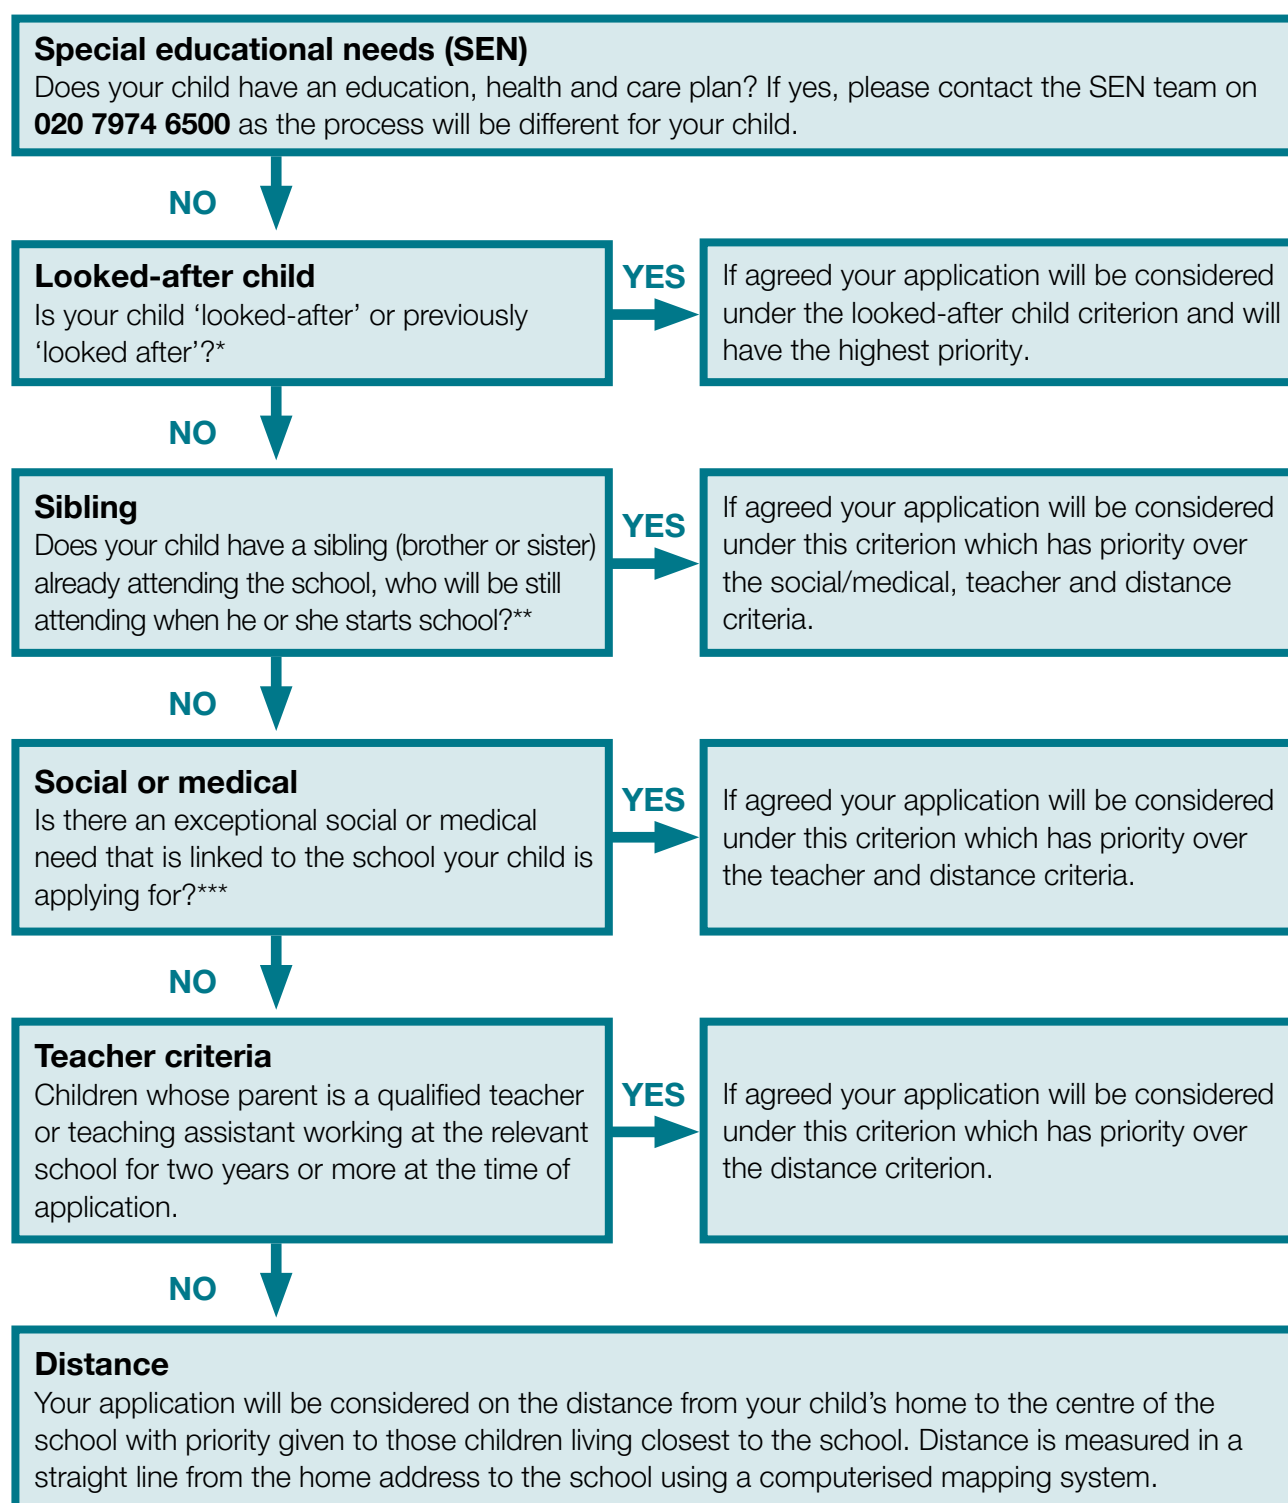 Special educational needs (SEN)
Does your child have an education, health and care plan? If yes, please contact the SEN team on
020 7974 6500 as the process will be different for your child.
NO
Looked-after child
Is your child ‘looked-after’ or previously
‘looked after’?*
YES
If agreed your application will be considered
under the looked-after child criterion and will
have the highest priority.
NO
Sibling
Does your child have a sibling (brother or sister)
already attending the school, who will be still
attending when he or she starts school?**
YES
If agreed your application will be considered
under this criterion which has priority over
the social/medical, teacher and distance
criteria.
NO
Social or medical
Is there an exceptional social or medical
need that is linked to the school your child is
applying for?***
YES
If agreed your application will be considered
under this criterion which has priority over
the teacher and distance criteria.
NO
Teacher criteria
Children whose parent is a qualified teacher
or teaching assistant working at the relevant
school for two years or more at the time of
application.
YES
If agreed your application will be considered
under this criterion which has priority over
the distance criterion.
NO
Distance
Your application will be considered on the distance from your child’s home to the centre of the
school with priority given to those children living closest to the school. Distance is measured in a
straight line from the home address to the school using a computerised mapping system.